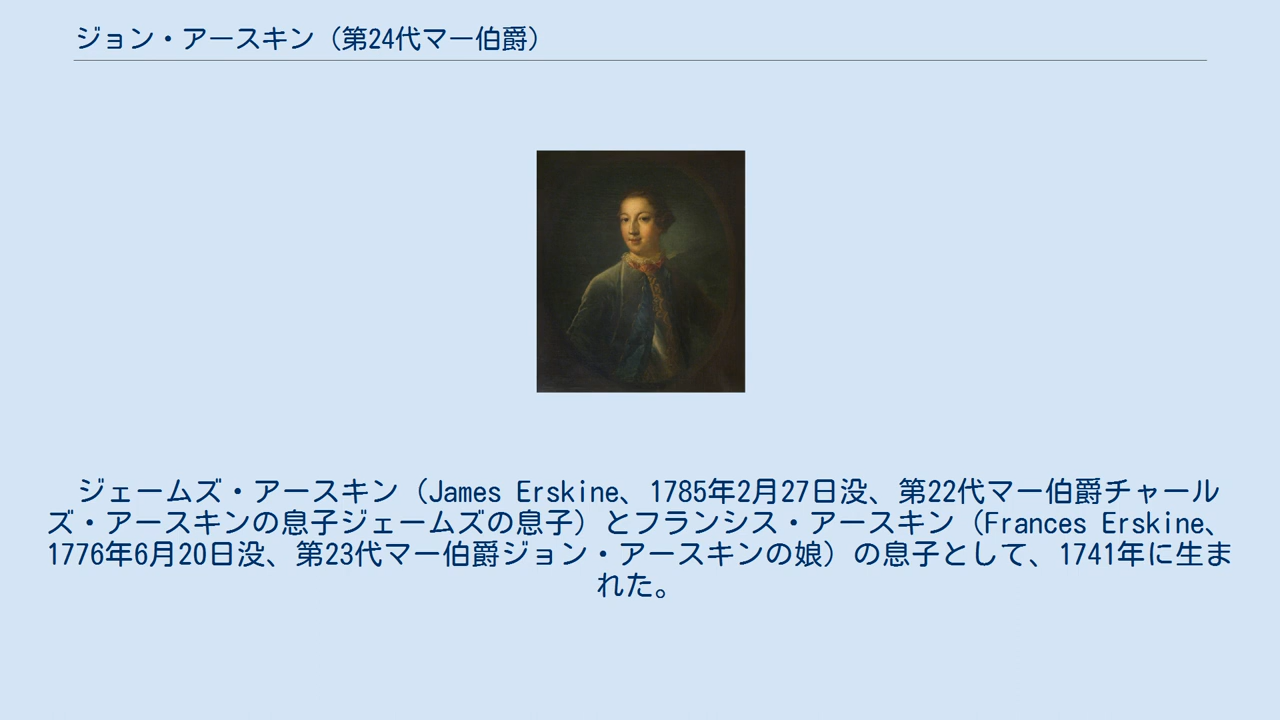 ジョン・アースキン（第24代マー伯爵）
ジェームズ・アースキン（James Erskine、1785年2月27日没、第22代マー伯爵チャール
ズ・アースキンの息子ジェームズの息子）とフランシス・アースキン（Frances Erskine、
1776年6月20日没、第23代マー伯爵ジョン・アースキンの娘）の息子として、1741年に生ま
れた。